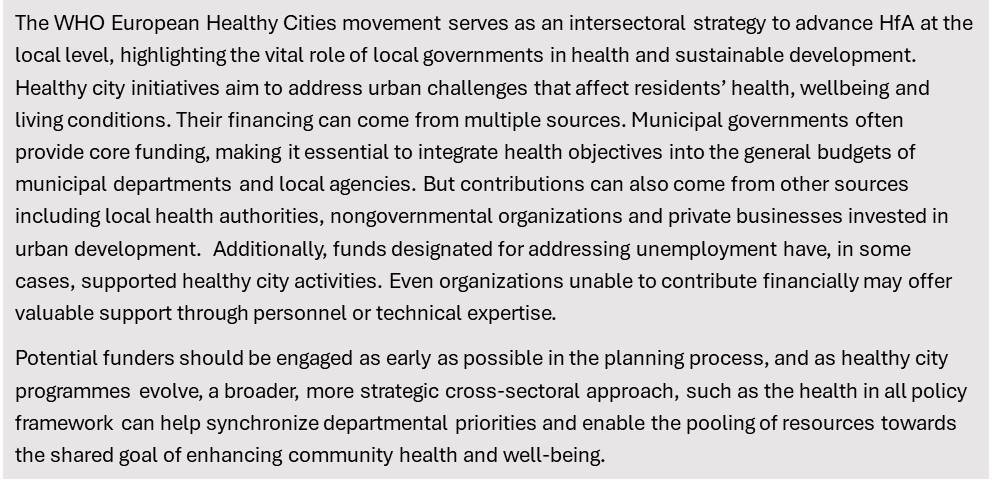 The WHO European Healthy Cities movement serves as an intersectoral strategy to advance HfA at the
local level, highlighting the vital role of local governments in health and sustainable development.
Healthy city initiatives aim to address urban challenges that affect residents’ health, wellbeing and
living conditions. Their financing can come from multiple sources. Municipal governments often
provide core funding, making it essential to integrate health objectives into the general budgets of
municipal departments and local agencies. But contributions can also come from other sources
including local health authorities, nongovernmental organizations and private businesses invested in
urban development.  Additionally, funds designated for addressing unemployment have, in some
cases, supported healthy city activities. Even organizations unable to contribute financially may offer
valuable support through personnel or technical expertise.
Potential funders should be engaged as early as possible in the planning process, and as healthy city
programmes evolve, a broader, more strategic cross-sectoral approach, such as the health in all policy
framework can help synchronize departmental priorities and enable the pooling of resources towards
the shared goal of enhancing community health and well-being.